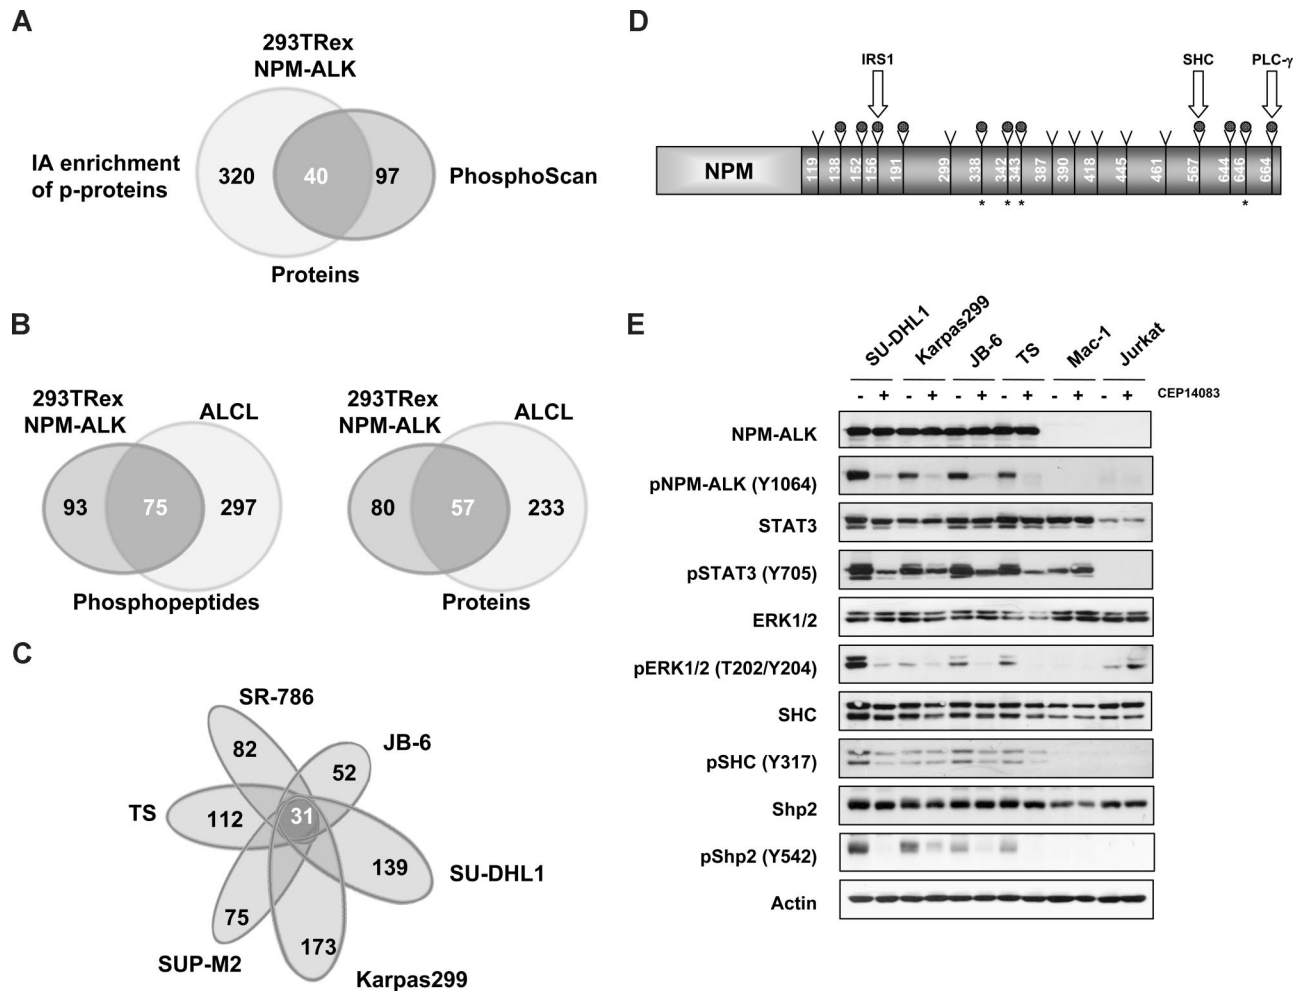 A
293TRex
NPM-ALK
IA enrichment
of p-proteins
320
40
97
PhosphoScan
Proteins
B
293TRex
NPM-ALK
ALCL
93
75
297
Phosphopeptides
293TRex
NPM-ALK
ALCL
80
57
233
Proteins
C
SR-786
82
JB-6
52
TS
112
31
139
SU-DHL1
75
SUP-M2
173
Karpas299
D
IRS1
SHC
PLC-γ
NPM
119
138
152
156
191
299
338
342
343
387
390
418
445
461
567
644
646
664
* * * *
E
SU-DHL1
Karpas299
JB-6
TS
Mac-1
Jurkat
- + - + - + - + - + - + CEP14083
NPM-ALK
pNPM-ALK (Y1064)
STAT3
pSTAT3 (Y705)
ERK1/2
pERK1/2 (T202/Y204)
SHC
pSHC (Y317)
Shp2
pShp2 (Y542)
Actin